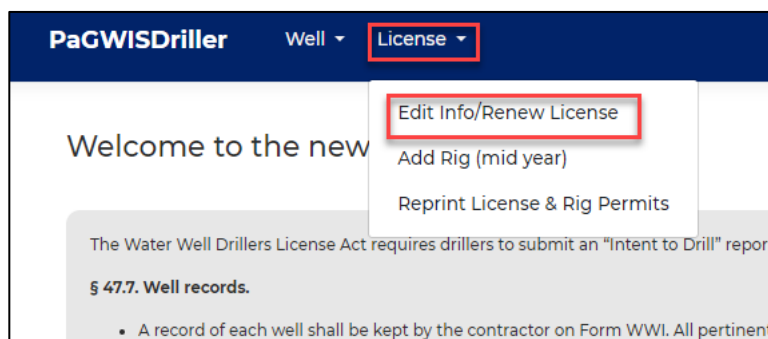 PaGWISDriller Well License
Edit Info/Renew License
Welcome to the new
Add Rig (mid year)
Reprint License & Rig Permits
The Water Well Drillers License Act requires drillers to submit an “Intent to Drill” repor
§ 47.7. Well records.
• A record of each well shall be kept by the contractor on Form WWI. All pertinent